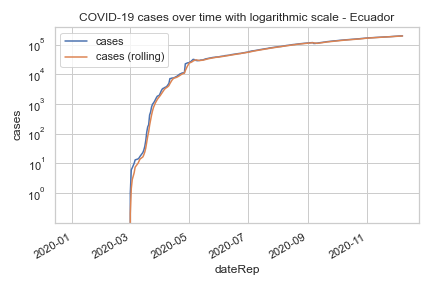 COVID-19 cases over time with logarithmic scale - Ecuador
cases
cases (rolling)
10^5
10^4
10^3
10^2
10^1
10^0
cases
2020-01
2020-03
2020-05
2020-07
2020-09
2020-11
dateRep